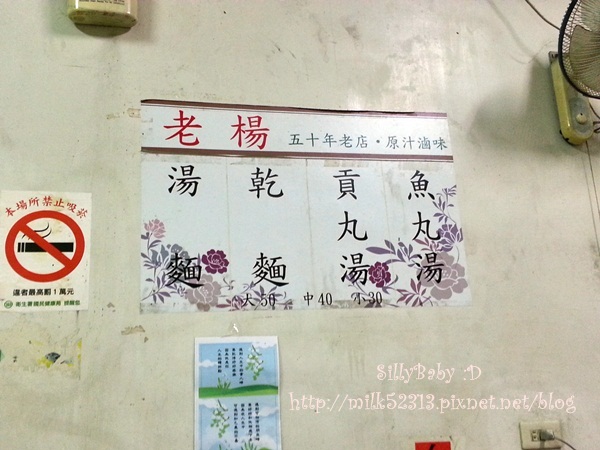 老楊 五十年老店・原汁滷味
湯麵
乾麵
貢丸湯
魚丸湯
大50 中40 小30
本場所禁止吸菸
違者最高罰1萬元
SillyBaby :D
http://milk52313.pixnet.net/blog